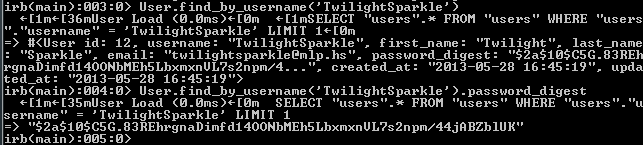 irb(main):003:0> User.find_by_username('TwilightSparkle')
←[1m←[36mUser Load (0.0ms)←[0m  ←[1mSELECT "users".* FROM "users" WHERE "users"
"."username" = 'TwilightSparkle' LIMIT 1←[0m
=> #<User id: 12, username: "TwilightSparkle", first_name: "Twilight", last_name
: "Sparkle", email: "twilightsparkle@mlp.hs", password_digest: "$2a$10$C5G.83REh
rgnaDimfd14OONbMEh5LbxmxnVL7s2npm/4...", created_at: "2013-05-28 16:45:19", upda
ted_at: "2013-05-28 16:45:19">
irb(main):004:0> User.find_by_username('TwilightSparkle').password_digest
←[1m←[35mUser Load (0.0ms)←[0m  SELECT "users".* FROM "users" WHERE "users"."u
sername" = 'TwilightSparkle' LIMIT 1
=> "$2a$10$C5G.83REhrgnaDimfd14OONbMEh5LbxmxnVL7s2npm/44jABZblUK"
irb(main):005:0>